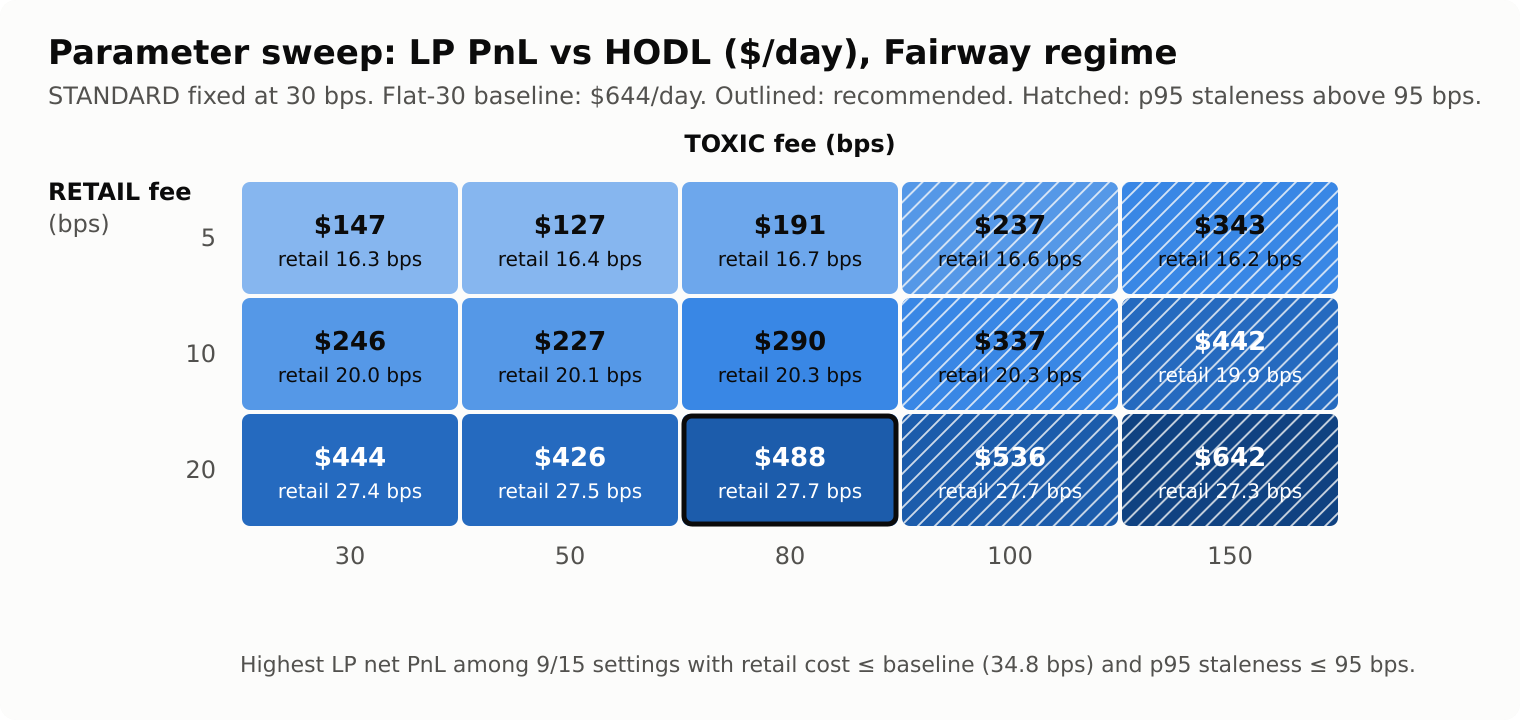 Parameter sweep: LP PnL vs HODL ($/day), Fairway regime
STANDARD fixed at 30 bps. Flat-30 baseline: $644/day. Outlined: recommended. Hatched: p95 staleness above 95 bps.
TOXIC fee (bps)
RETAIL fee
(bps)
5
$147
retail 16.3 bps
$127
retail 16.4 bps
$191
retail 16.7 bps
$237
retail 16.6 bps
$343
retail 16.2 bps
10
$246
retail 20.0 bps
$227
retail 20.1 bps
$290
retail 20.3 bps
$337
retail 20.3 bps
$442
retail 19.9 bps
20
$444
retail 27.4 bps
$426
retail 27.5 bps
$488
retail 27.7 bps
$536
retail 27.7 bps
$642
retail 27.3 bps
30
50
80
100
150
Highest LP net PnL among 9/15 settings with retail cost ≤ baseline (34.8 bps) and p95 staleness ≤ 95 bps.